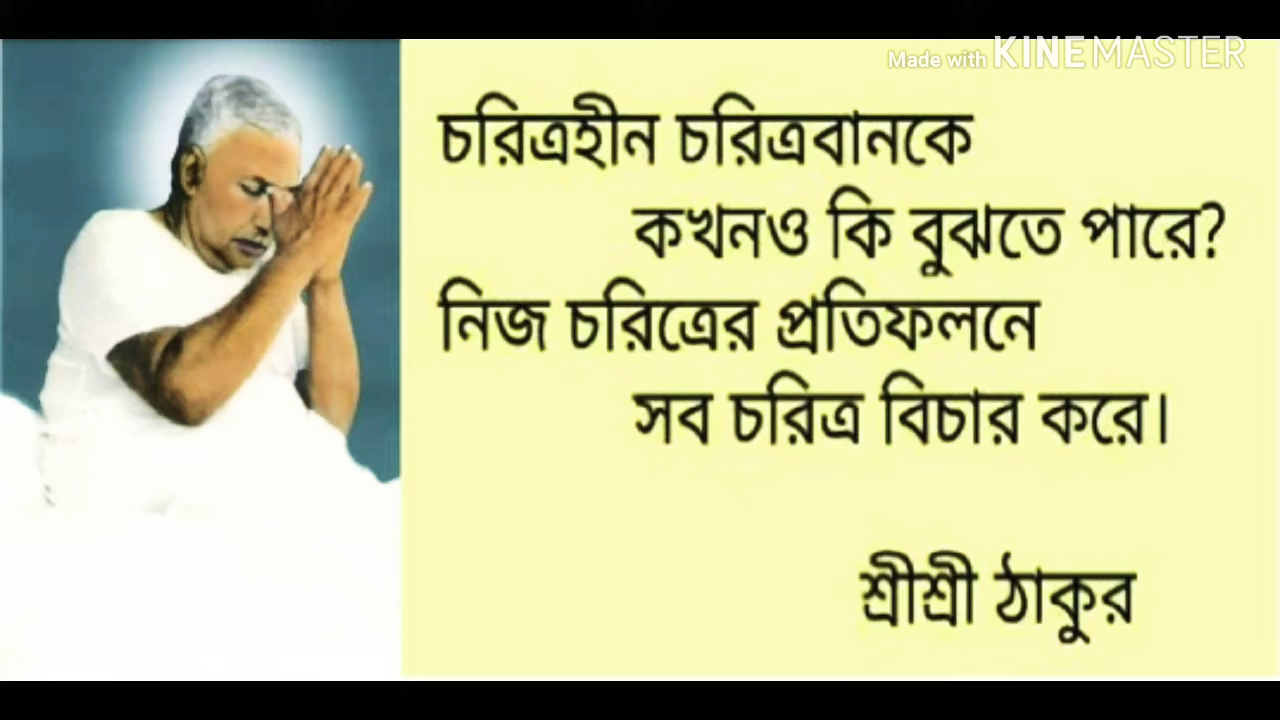 Made with KINEMASTER
চরিত্রহীন চরিত্রবানকে
কখনও কি বুঝতে পারে?
নিজ চরিত্রের প্রতিফলনে
সব চরিত্র বিচার করে।
শ্রীশ্রী ঠাকুর